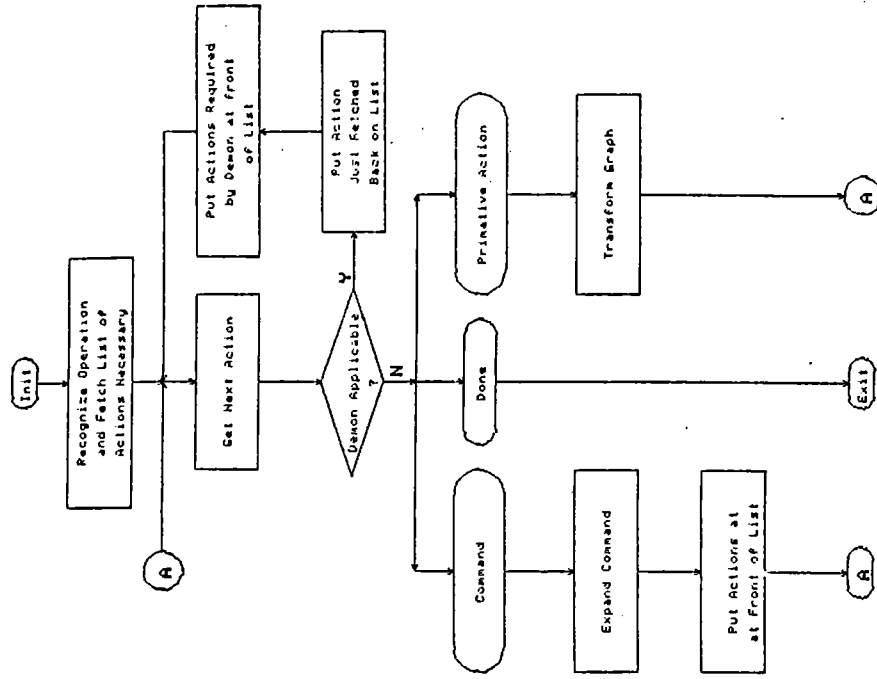 Init
Recognize Operation
and Fetch List of
Actions Necessary
A
Get Next Action
Put Actions Required
by Demon at front
of List
Demon Applicable
?
Y
Put Action
Just Fetched
Back on List
N
Command
Done
Primative Action
Expand Command
Transform Graph
Put Actions at
at Front of List
A
Exit
A